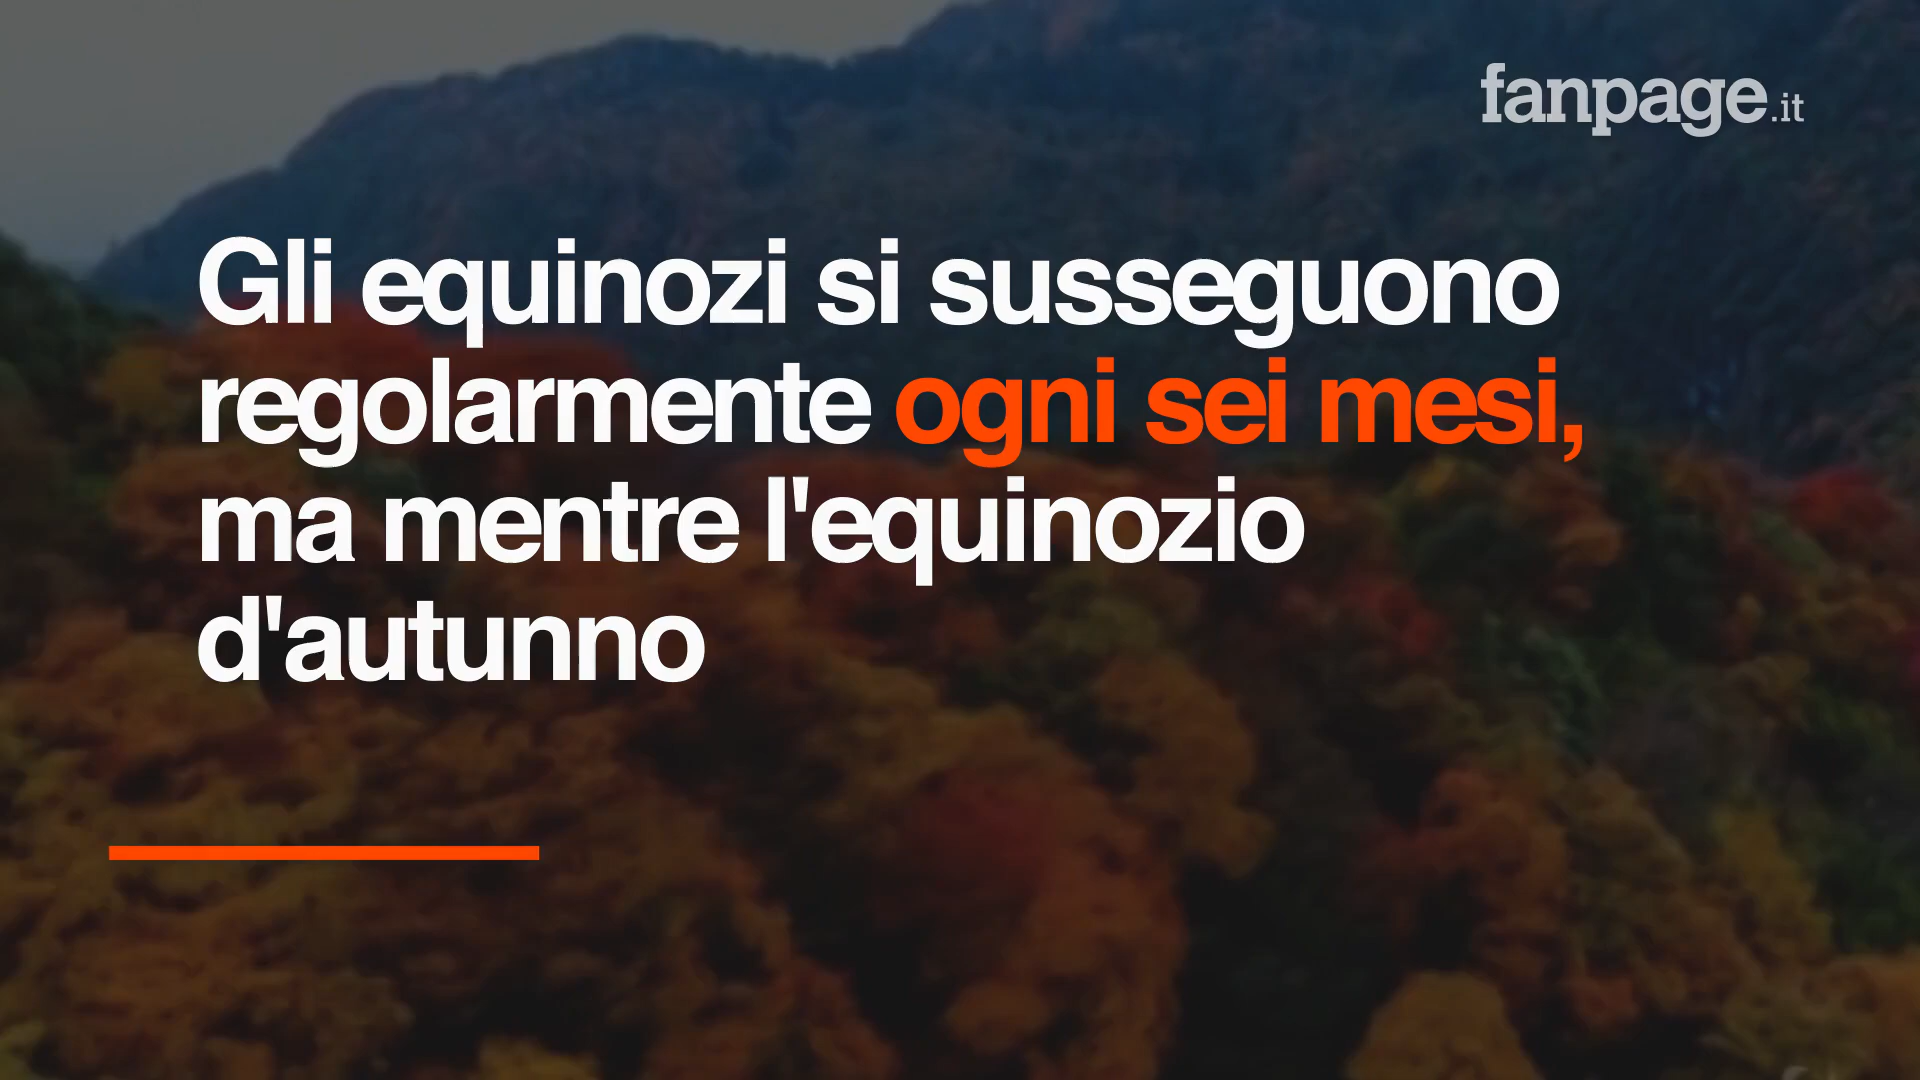 fanpage.it
Gli equinozi si susseguono
regolarmente ogni sei mesi,
ma mentre l'equinozio
d'autunno